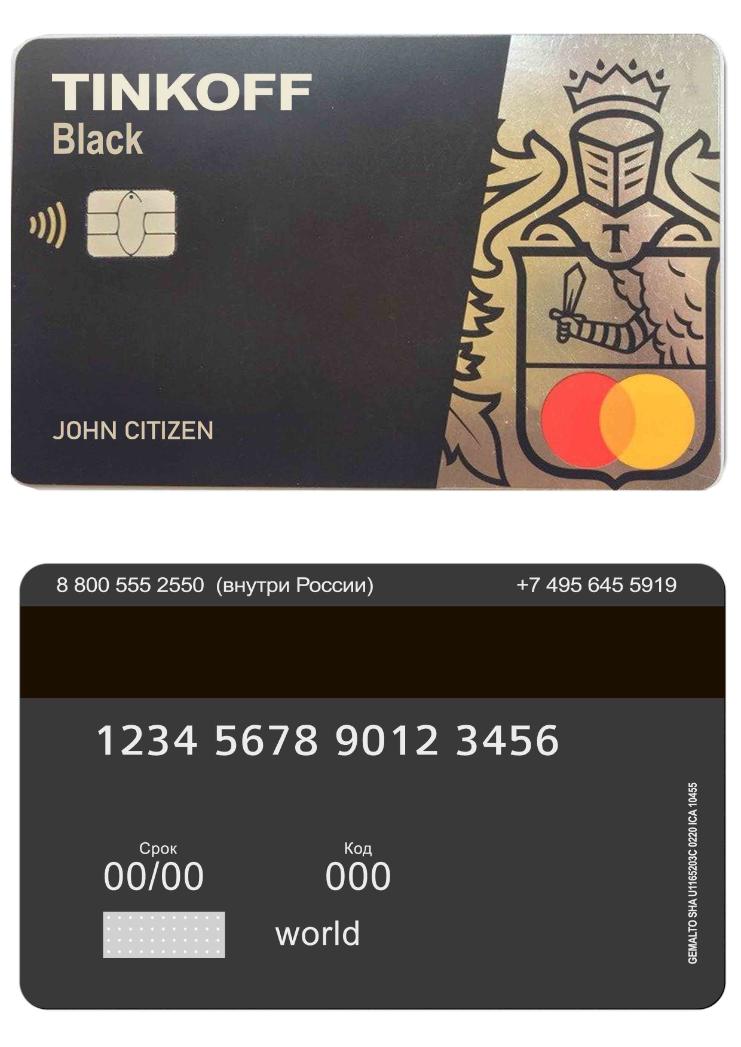 TINKOFF
Black
T
JOHN CITIZEN
8 800 555 2550 (внутри России) +7 495 645 5919
1234 5678 9012 3456
Срок Код
00/00 000
world
GEMALTO SHA U1165203C 0220 ICA 10455